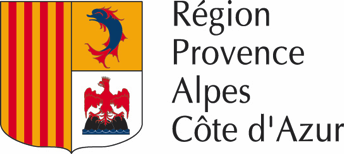 Région
Provence
Alpes
Côte d'Azur